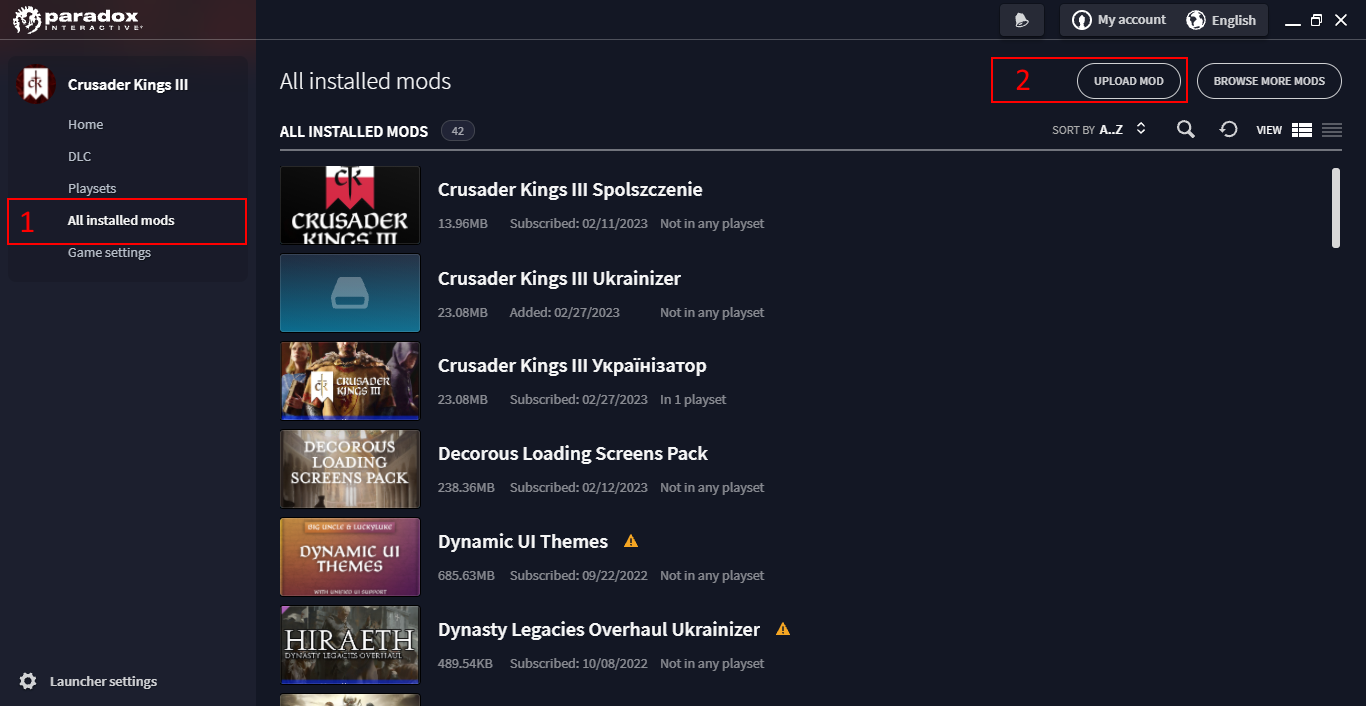 paradox
INTERACTIVE
My account
English
Crusader Kings III
Home
DLC
Playsets
1
All installed mods
Game settings
Launcher settings
All installed mods
2
UPLOAD MOD
BROWSE MORE MODS
ALL INSTALLED MODS 42
SORT BY A..Z
VIEW
CRUSADER
KINGS III
Crusader Kings III Spolszczenie
13.96MB Subscribed: 02/11/2023 Not in any playset
Crusader Kings III Ukrainizer
23.08MB Added: 02/27/2023 Not in any playset
CRUSADER
KINGS III
Crusader Kings III Українізатор
23.08MB Subscribed: 02/27/2023 In 1 playset
DECOROUS
LOADING
SCREENS PACK
Decorous Loading Screens Pack
238.36MB Subscribed: 02/12/2023 Not in any playset
BIG UNCLE & LUCKYLUKE
DYNAMIC UI
THEMES
WITH UNIFIED UI SUPPORT
Dynamic UI Themes
685.63MB Subscribed: 09/22/2022 Not in any playset
HIRAETH
DYNASTY LEGACIES OVERHAUL
Dynasty Legacies Overhaul Ukrainizer
489.54KB Subscribed: 10/08/2022 Not in any playset